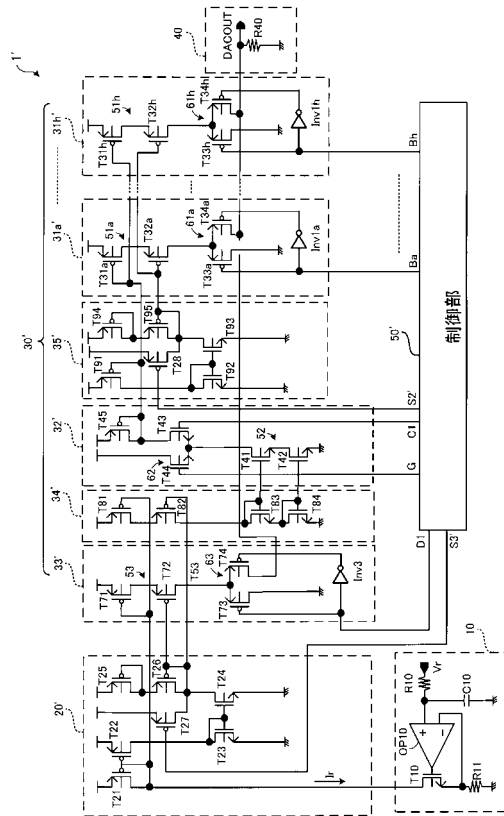 1'
30'
20'
33'
34'
32'
35'
31a'
31h'
40
T21
T22
T25
T26
T27
T23
T24
Jr
T71
53
T72
T53
63
T73
T74
Inv3
T81
T82
T83
T84
T45
62
T44
T43
52
T41
T42
T91
T94
T95
T28
T92
T93
51a
T31a
T32a
61a
T33a
T34a
Inv1a
51h
T31h
T32h
61h
T33h
T34h
Inv1h
DACOUT
R40
10
Vr
R10
C10
OP10
+
-
T10
R11
D1
S3'
G
C1
S2'
Ba
Bh
50'
制御部